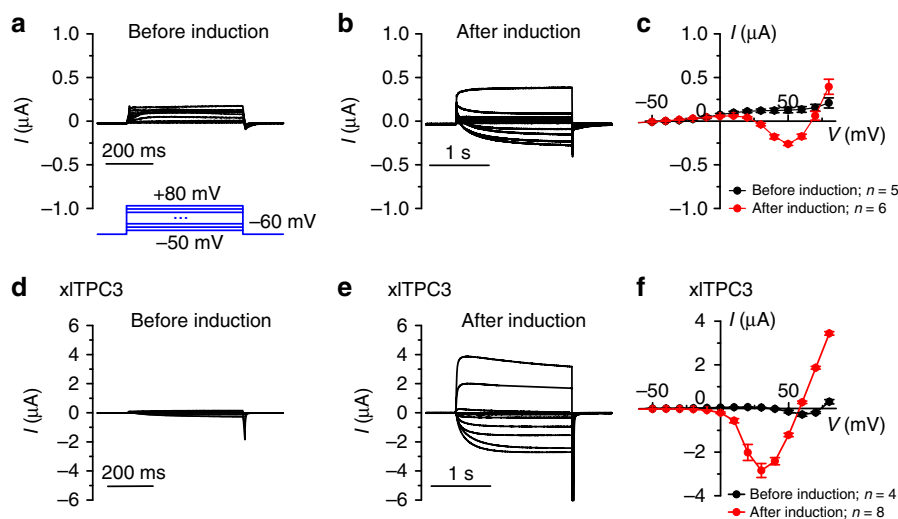 a Before induction
1.0
0.5
0
−0.5
−1.0
I (μA)
200 ms
+80 mV
...
−50 mV
−60 mV
b After induction
1.0
0.5
0
−0.5
−1.0
I (μA)
1 s
c I (μA)
1.0
0.5
0
−0.5
−1.0
−50 0 50
V (mV)
Before induction; n = 5
After induction; n = 6
d xlTPC3
Before induction
6
4
2
0
−2
−4
−6
I (μA)
200 ms
e xlTPC3
After induction
6
4
2
0
−2
−4
−6
I (μA)
1 s
f xlTPC3
I (μA)
4
2
0
−2
−4
−50 0 50
V (mV)
Before induction; n = 4
After induction; n = 8